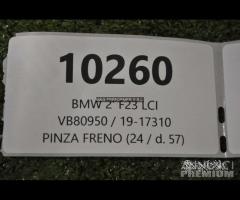 10260
BMW 2 F23 LCI
VB80950 / 19-17310
PINZA FRENO (24 / d. 57)
PREMIUM